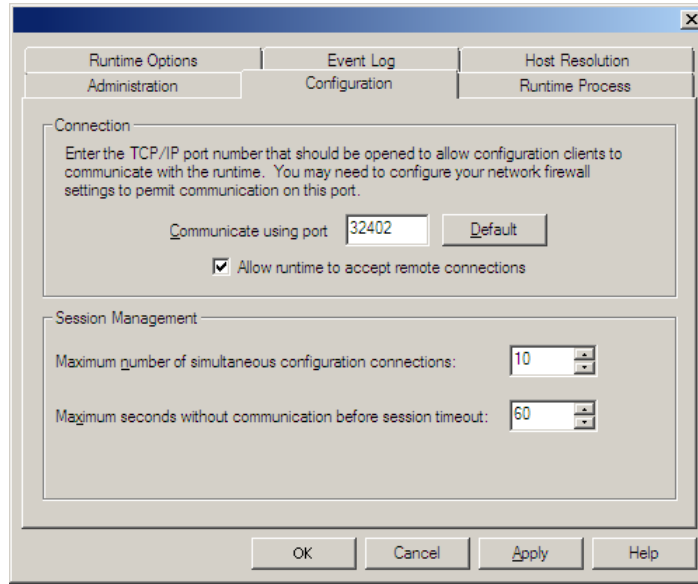 Runtime Options
Event Log
Host Resolution
Administration
Configuration
Runtime Process
Connection
Enter the TCP/IP port number that should be opened to allow configuration clients to
communicate with the runtime. You may need to configure your network firewall
settings to permit communication on this port.
Communicate using port 32402 Default
Allow runtime to accept remote connections
Session Management
Maximum number of simultaneous configuration connections: 10
Maximum seconds without communication before session timeout: 60
OK Cancel Apply Help